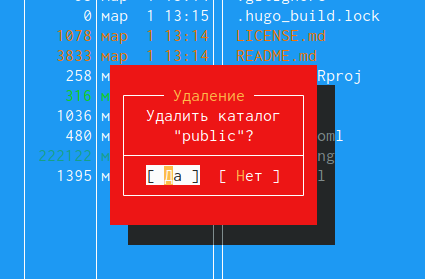 0 мар 1 13:15 .hugo_build.lock
1078 мар 1 13:14 LICENSE.md
3833 мар 1 13:14 README.md
258 м Rproj
Удаление
1036 м Удалить каталог
480 м "public"?
1395 м [ Да ] [ Нет ]